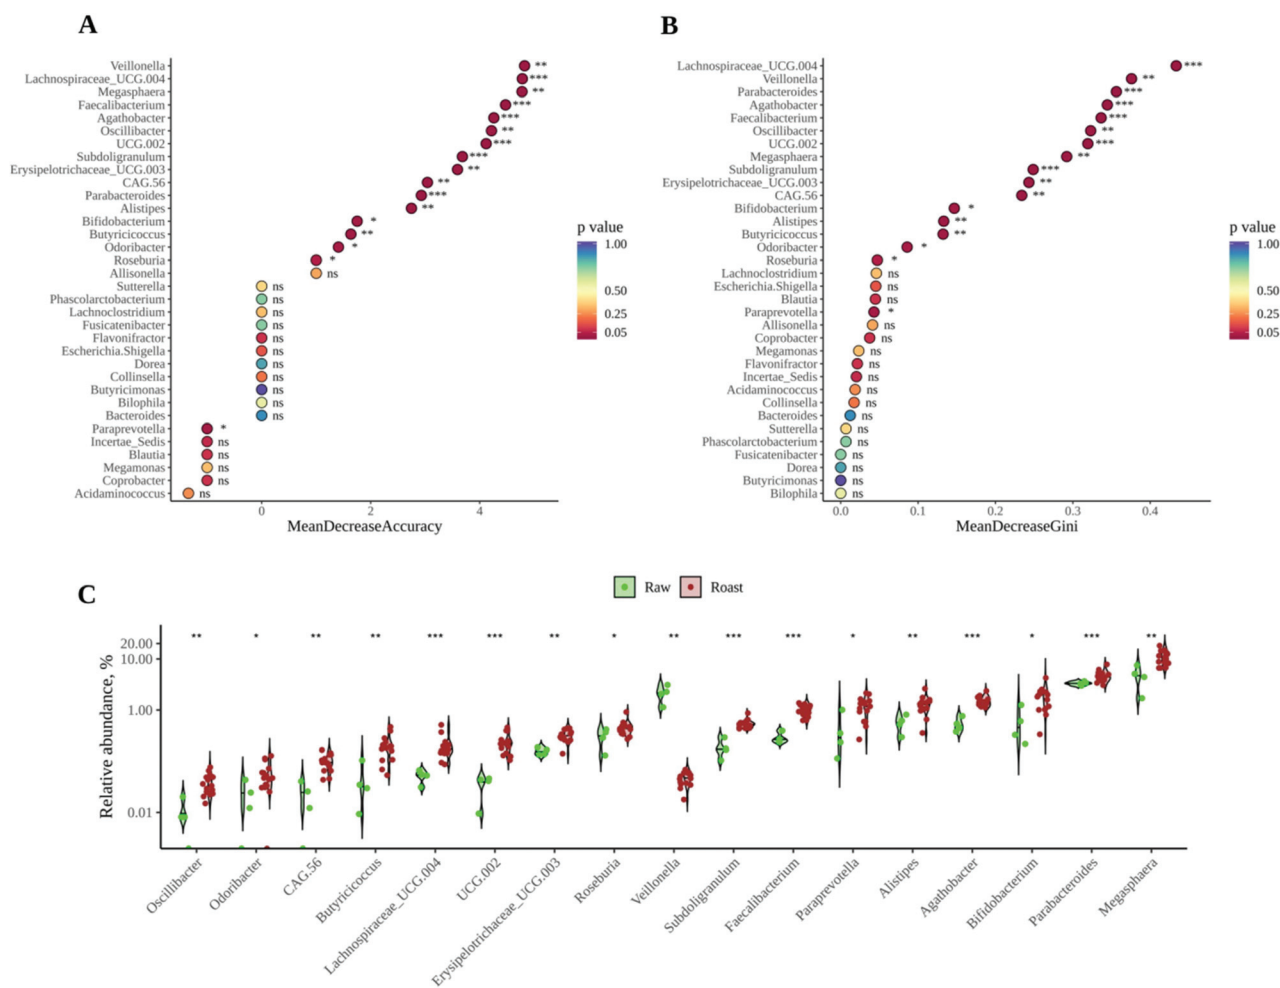 A
Veillonella **
Lachnospiraceae_UCG.004 ***
Megasphaera **
Faecalibacterium ***
Agathobacter ***
Oscillibacter **
UCG.002 ***
Subdoligranulum ***
Erysipelotrichaceae_UCG.003 **
CAG.56 **
Parabacteroides ***
Alistipes **
Bifidobacterium *
Butyricicoccus **
Odoribacter *
Roseburia *
Allisonella ns
Sutterella ns
Phascolarctobacterium ns
Lachnoclostridium ns
Fusicatenibacter ns
Flavonifractor ns
Escherichia.Shigella ns
Dorea ns
Collinsella ns
Butyricimonas ns
Bilophila ns
Bacteroides ns
Paraprevotella *
Incertae_Sedis ns
Blautia ns
Megamonas ns
Coprobacter ns
Acidaminococcus ns
0 2 4
MeanDecreaseAccuracy
p value
1.00
0.50
0.25
0.05
B
Lachnospiraceae_UCG.004 ***
Veillonella **
Parabacteroides ***
Agathobacter ***
Faecalibacterium ***
Oscillibacter **
UCG.002 ***
Megasphaera **
Subdoligranulum ***
Erysipelotrichaceae_UCG.003 **
CAG.56 **
Bifidobacterium *
Alistipes **
Butyricicoccus **
Odoribacter *
Roseburia *
Lachnoclostridium ns
Escherichia.Shigella ns
Blautia ns
Paraprevotella *
Allisonella ns
Coprobacter ns
Megamonas ns
Flavonifractor ns
Incertae_Sedis ns
Acidaminococcus ns
Collinsella ns
Bacteroides ns
Sutterella ns
Phascolarctobacterium ns
Fusicatenibacter ns
Dorea ns
Butyricimonas ns
Bilophila ns
0.0 0.1 0.2 0.3 0.4
MeanDecreaseGini
p value
1.00
0.50
0.25
0.05
C
Raw Roast
** * ** ** *** *** ** * ** *** *** * ** *** * *** **
Relative abundance, %
20.00
10.00
1.00
0.01
Oscillibacter
Odoribacter
CAG.56
Butyricicoccus
Lachnospiraceae_UCG.004
UCG.002
Erysipelotrichaceae_UCG.003
Roseburia
Veillonella
Subdoligranulum
Faecalibacterium
Paraprevotella
Alistipes
Agathobacter
Bifidobacterium
Parabacteroides
Megasphaera